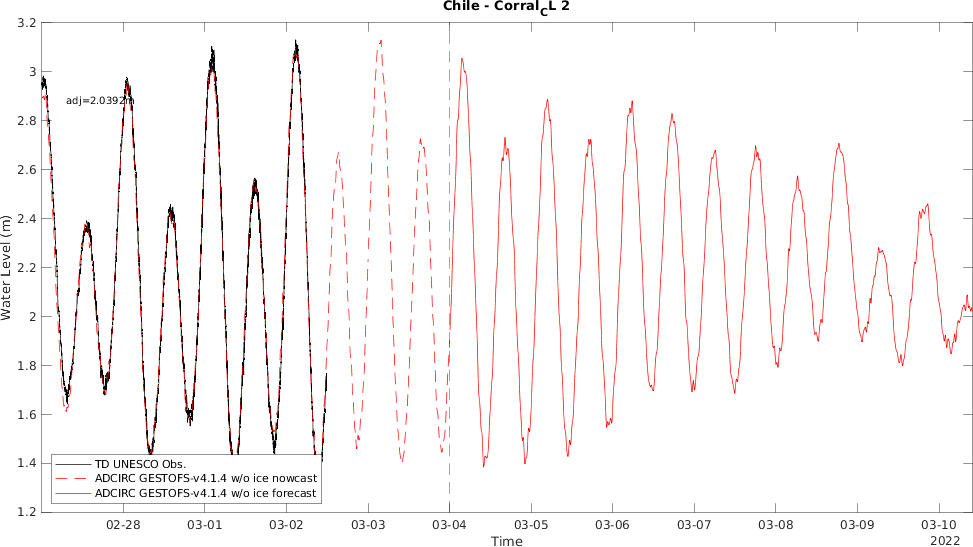 Chile - Corral_CL 2
3.2
3
2.8
2.6
2.4
2.2
2
1.8
1.6
1.4
1.2
Water Level (m)
adj=2.0392m
TD UNESCO Obs.
ADCIRC GESTOFS-v4.1.4 w/o ice nowcast
ADCIRC GESTOFS-v4.1.4 w/o ice forecast
02-28 03-01 03-02 03-03 03-04 03-05 03-06 03-07 03-08 03-09 03-10
Time
2022